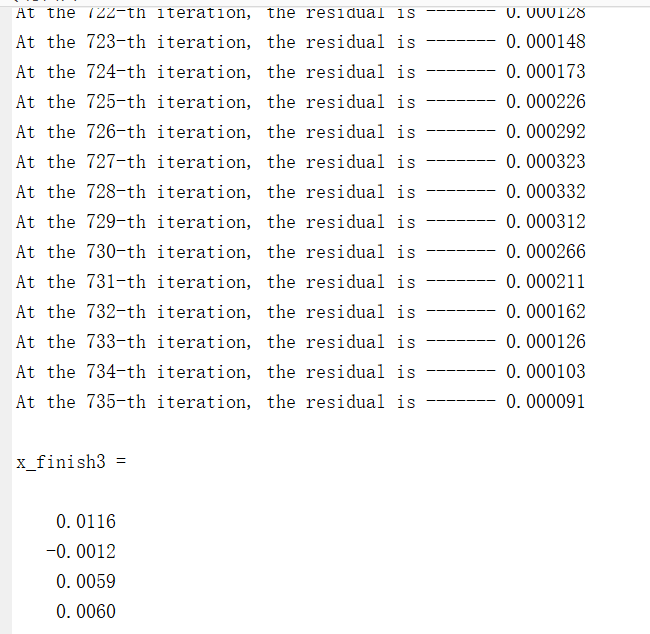 At the 722-th iteration, the residual is ------- 0.000128
At the 723-th iteration, the residual is ------- 0.000148
At the 724-th iteration, the residual is ------- 0.000173
At the 725-th iteration, the residual is ------- 0.000226
At the 726-th iteration, the residual is ------- 0.000292
At the 727-th iteration, the residual is ------- 0.000323
At the 728-th iteration, the residual is ------- 0.000332
At the 729-th iteration, the residual is ------- 0.000312
At the 730-th iteration, the residual is ------- 0.000266
At the 731-th iteration, the residual is ------- 0.000211
At the 732-th iteration, the residual is ------- 0.000162
At the 733-th iteration, the residual is ------- 0.000126
At the 734-th iteration, the residual is ------- 0.000103
At the 735-th iteration, the residual is ------- 0.000091
x_finish3 =
0.0116
-0.0012
0.0059
0.0060